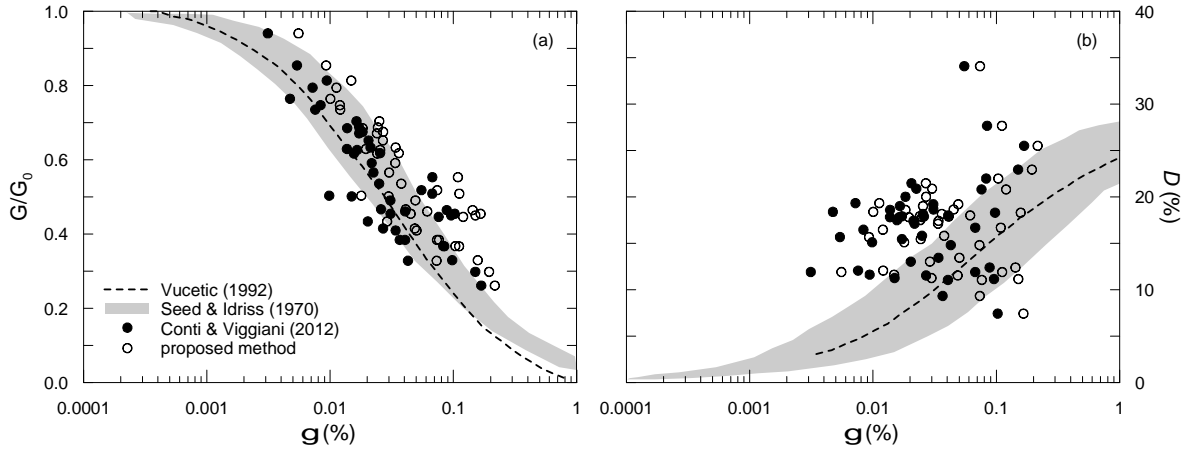 1.0
0.8
0.6
0.4
0.2
0.0
G/G0
(a)
Vucetic (1992)
Seed & Idriss (1970)
Conti & Viggiani (2012)
proposed method
0.0001
0.001
0.01
0.1
1
g (%)
(b)
40
30
20
10
0
D (%)
0.0001
0.001
0.01
0.1
1
g (%)